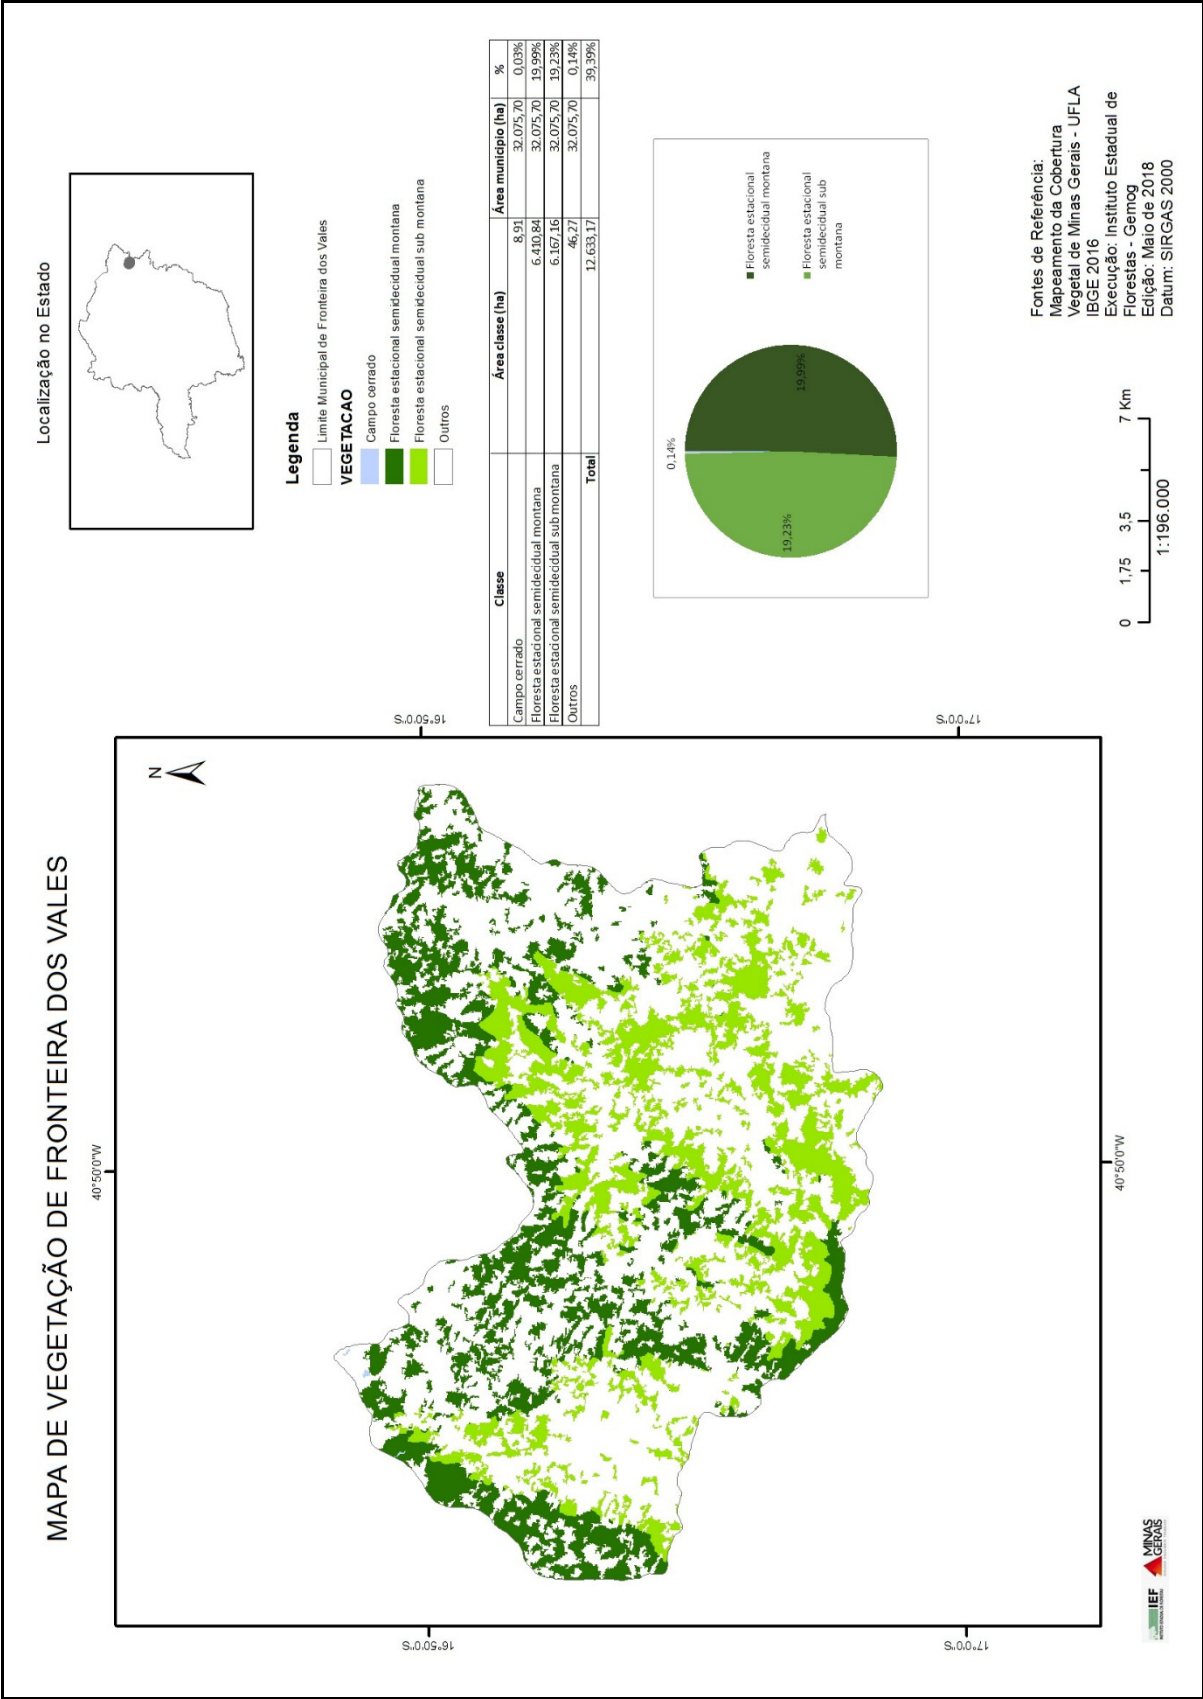 MAPA DE VEGETAÇÃO DE FRONTEIRA DOS VALES
40°50'0"W
16°50'0"S
17°0'0"S
N
16°50'0"S
17°0'0"S
40°50'0"W
IEF
MINAS
GERAIS
Localização no Estado
Legenda
Limite Municipal de Fronteira dos Vales
VEGETACAO
Campo cerrado
Floresta estacional semidecidual montana
Floresta estacional semidecidual sub montana
Outros
Classe Área classe (ha) Área município (ha) %
Campo cerrado 8,91 32.075,70 0,03%
Floresta estacional semidecidual montana 6.410,84 32.075,70 19,99%
Floresta estacional semidecidual sub montana 6.167,16 32.075,70 19,23%
Outros 46,27 32.075,70 0,14%
Total 12.633,17 39,39%
0,14%
19,23%
19,99%
Floresta estacional
semidecidual montana
Floresta estacional
semidecidual sub
montana
0 1,75 3,5 7 Km
1:196.000
Fontes de Referência:
Mapeamento da Cobertura
Vegetal de Minas Gerais - UFLA
IBGE 2016
Execução: Instituto Estadual de
Florestas - Gemog
Edição: Maio de 2018
Datum: SIRGAS 2000